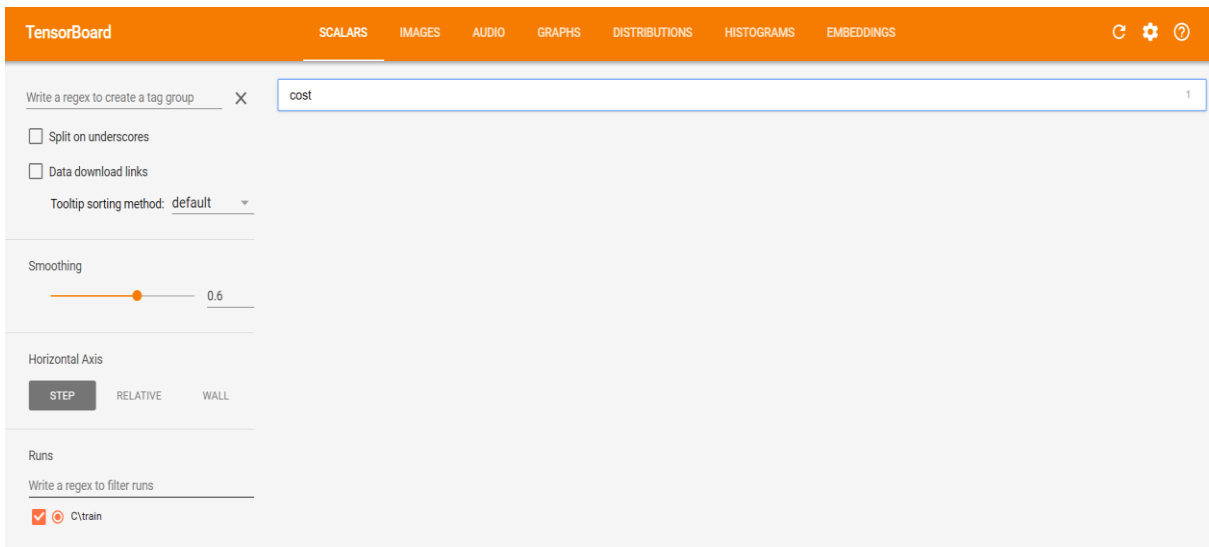 TensorBoard SCALARS IMAGES AUDIO GRAPHS DISTRIBUTIONS HISTOGRAMS EMBEDDINGS
Write a regex to create a tag group
cost 1
Split on underscores
Data download links
Tooltip sorting method: default
Smoothing
0.6
Horizontal Axis
STEP RELATIVE WALL
Runs
Write a regex to filter runs
C\train